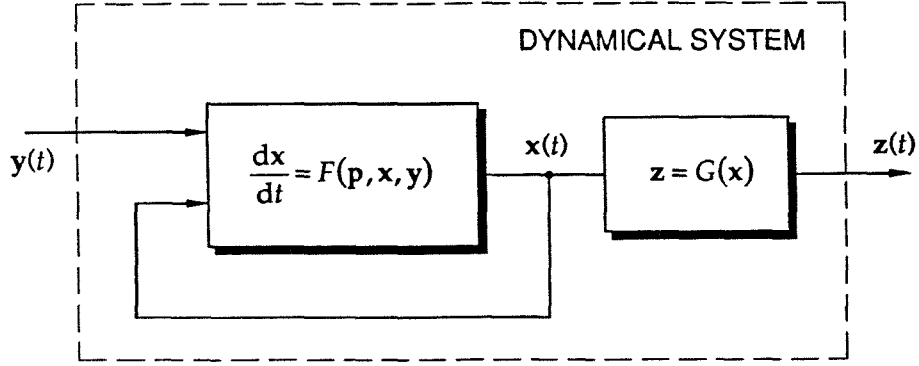 DYNAMICAL SYSTEM
y(t)
dx/dt = F(p, x, y)
x(t)
z = G(x)
z(t)